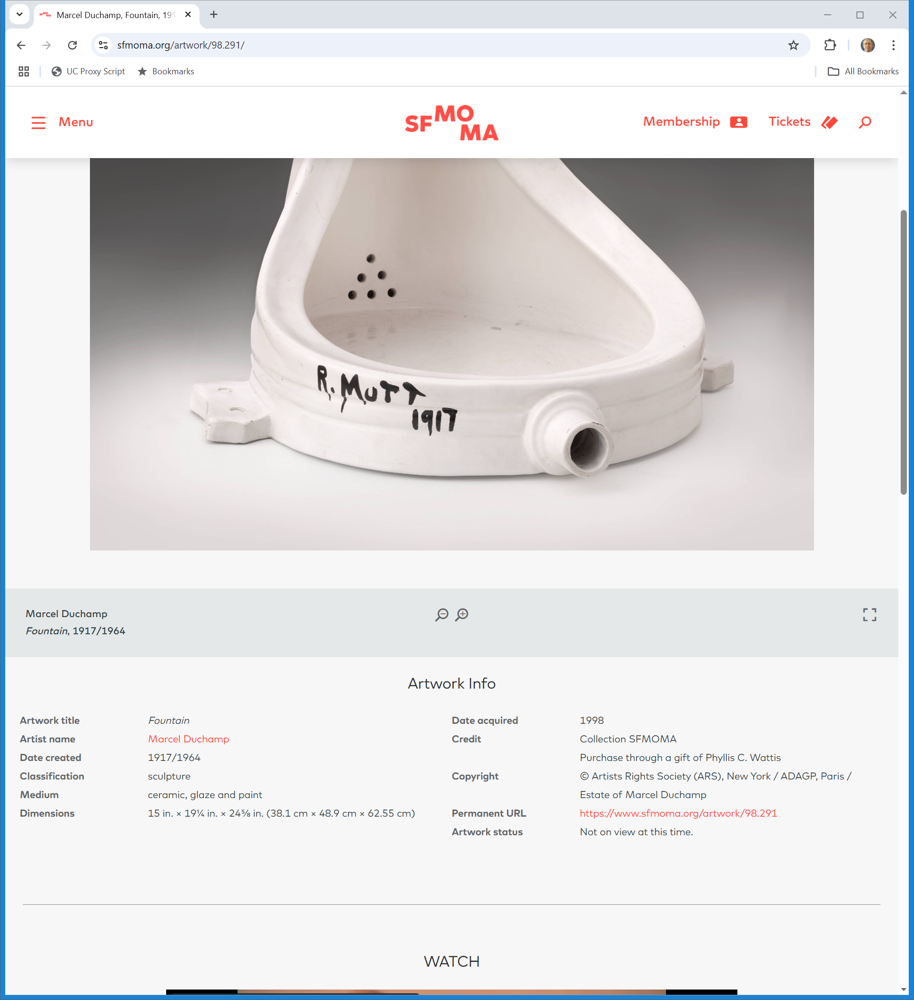 Marcel Duchamp, Fountain, 191
sfmoma.org/artwork/98.291/
UC Proxy Script
Bookmarks
All Bookmarks
Menu
SFMOMA
Membership
Tickets
R. MUTT
1917
Marcel Duchamp
Fountain, 1917/1964
Artwork Info
Artwork title Fountain
Artist name Marcel Duchamp
Date created 1917/1964
Classification sculpture
Medium ceramic, glaze and paint
Dimensions 15 in. × 19¼ in. × 24⅝ in. (38.1 cm × 48.9 cm × 62.55 cm)
Date acquired 1998
Credit Collection SFMOMA
Purchase through a gift of Phyllis C. Wattis
Copyright © Artists Rights Society (ARS), New York / ADAGP, Paris /
Estate of Marcel Duchamp
Permanent URL https://www.sfmoma.org/artwork/98.291
Artwork status Not on view at this time.
WATCH